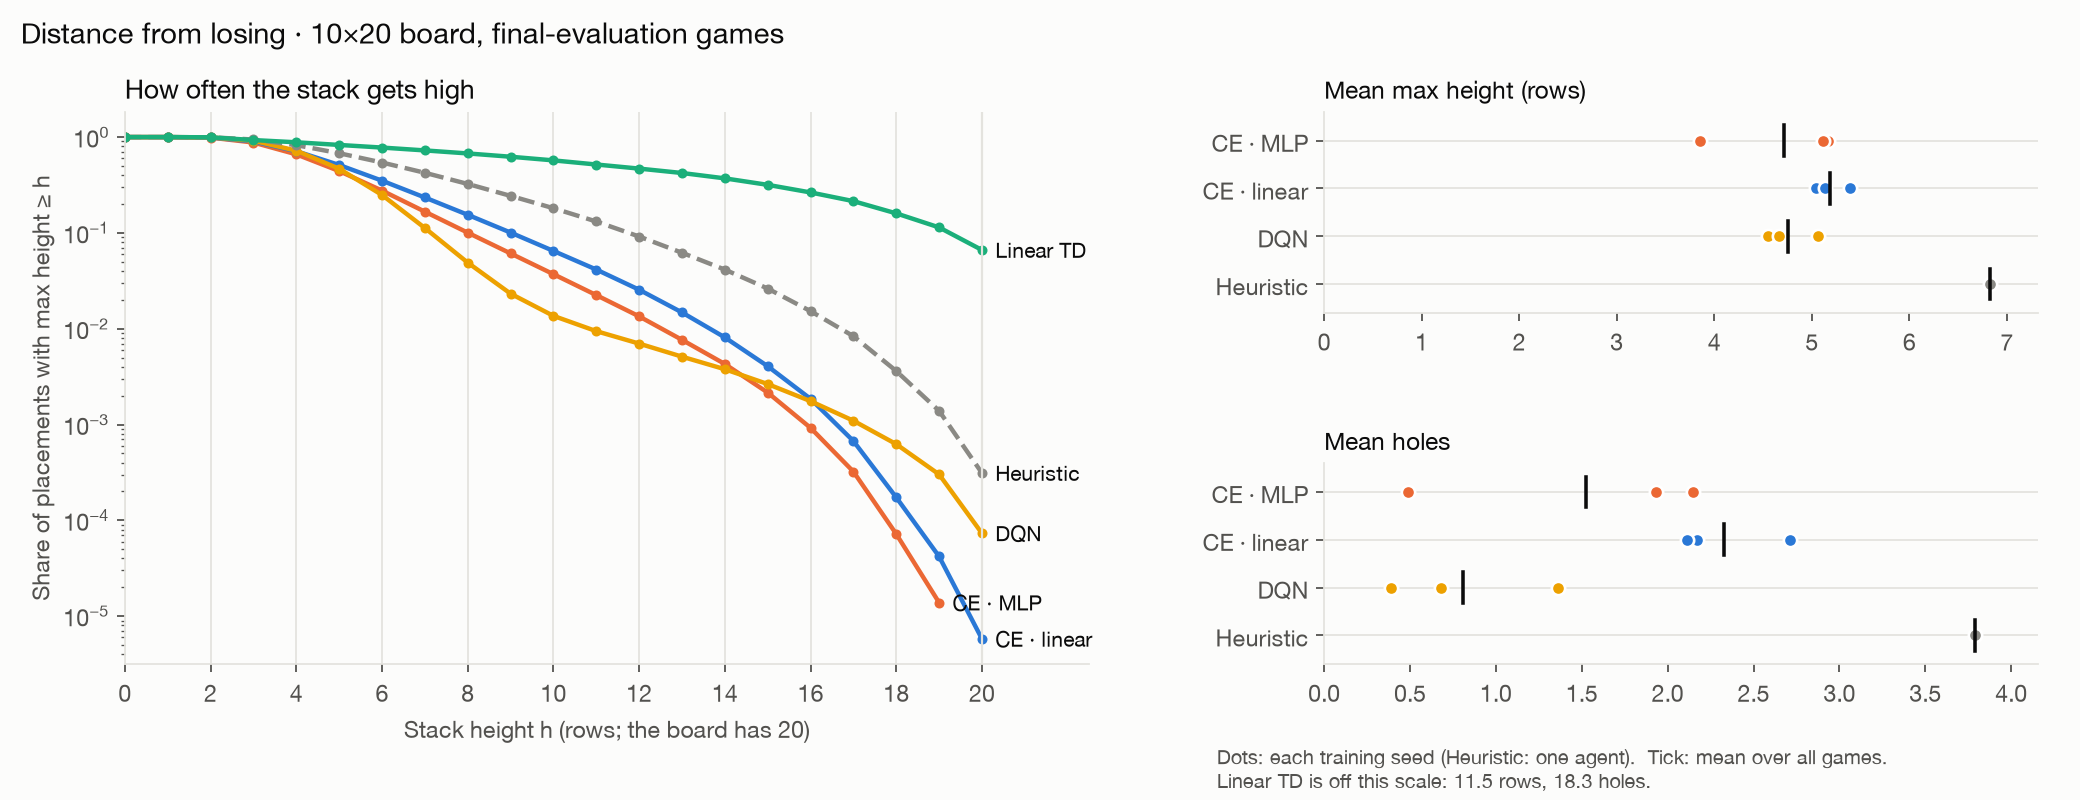 Distance from losing · 10×20 board, final-evaluation games
How often the stack gets high
Share of placements with max height ≥ h
10⁰
10⁻¹
10⁻²
10⁻³
10⁻⁴
10⁻⁵
Linear TD
Heuristic
DQN
CE · MLP
CE · linear
0 2 4 6 8 10 12 14 16 18 20
Stack height h (rows; the board has 20)
Mean max height (rows)
CE · MLP
CE · linear
DQN
Heuristic
0 1 2 3 4 5 6 7
Mean holes
CE · MLP
CE · linear
DQN
Heuristic
0.0 0.5 1.0 1.5 2.0 2.5 3.0 3.5 4.0
Dots: each training seed (Heuristic: one agent). Tick: mean over all games.
Linear TD is off this scale: 11.5 rows, 18.3 holes.